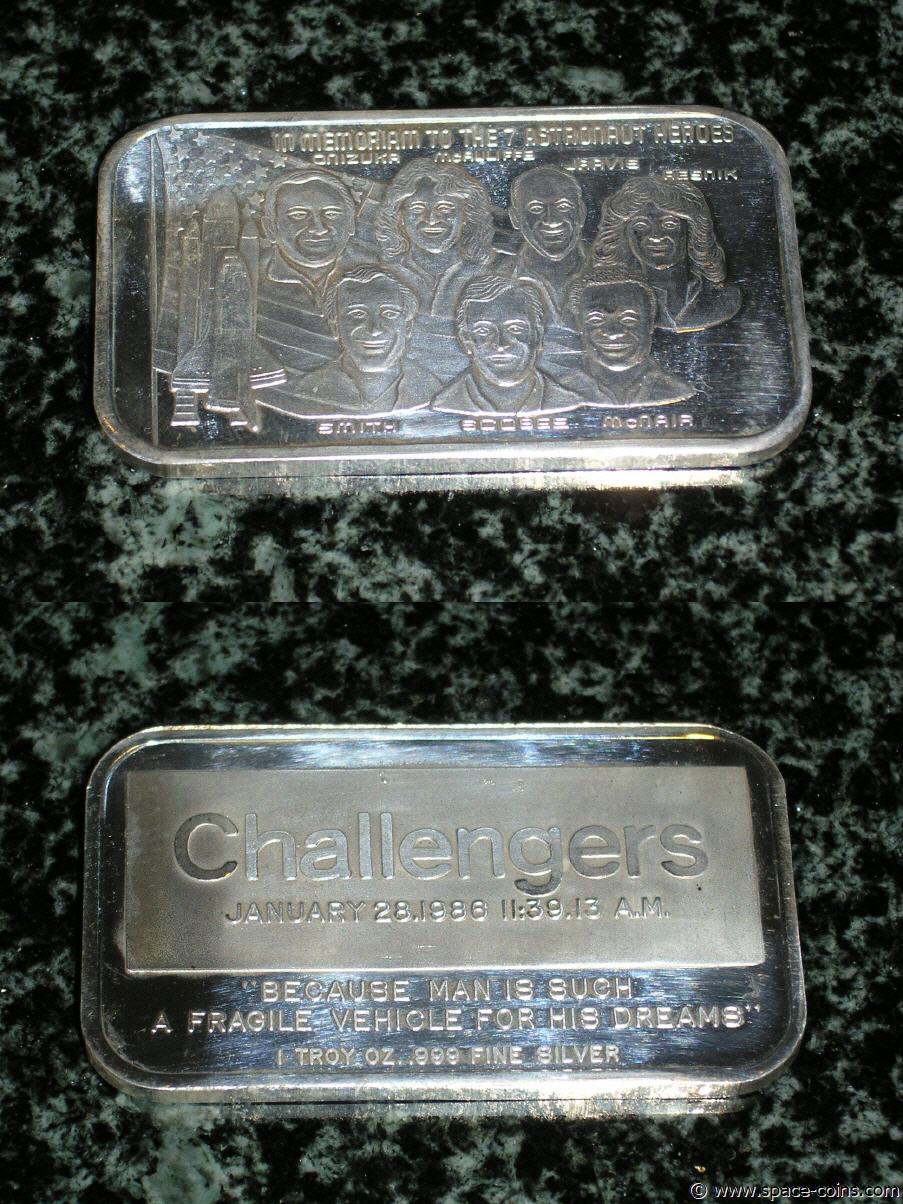 IN MEMORIAM TO THE 7 ASTRONAUT HEROES
ONIZUKA McAULIFFE JARVIS RESNIK
SMITH SCOBEE McNAIR
Challengers
JANUARY 28,1986 11:39.13 A.M.
"BECAUSE MAN IS SUCH
A FRAGILE VEHICLE FOR HIS DREAMS"
1 TROY OZ. .999 FINE SILVER
© www.space-coins.com